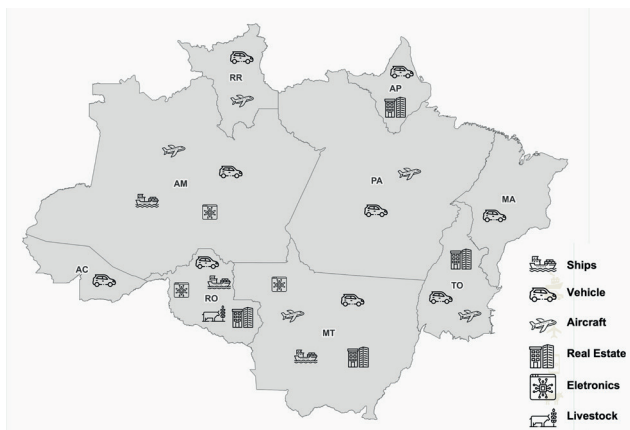 RR
AP
AM
PA
MA
AC
RO
TO
MT
Ships
Vehicle
Aircraft
Real Estate
Eletronics
Livestock